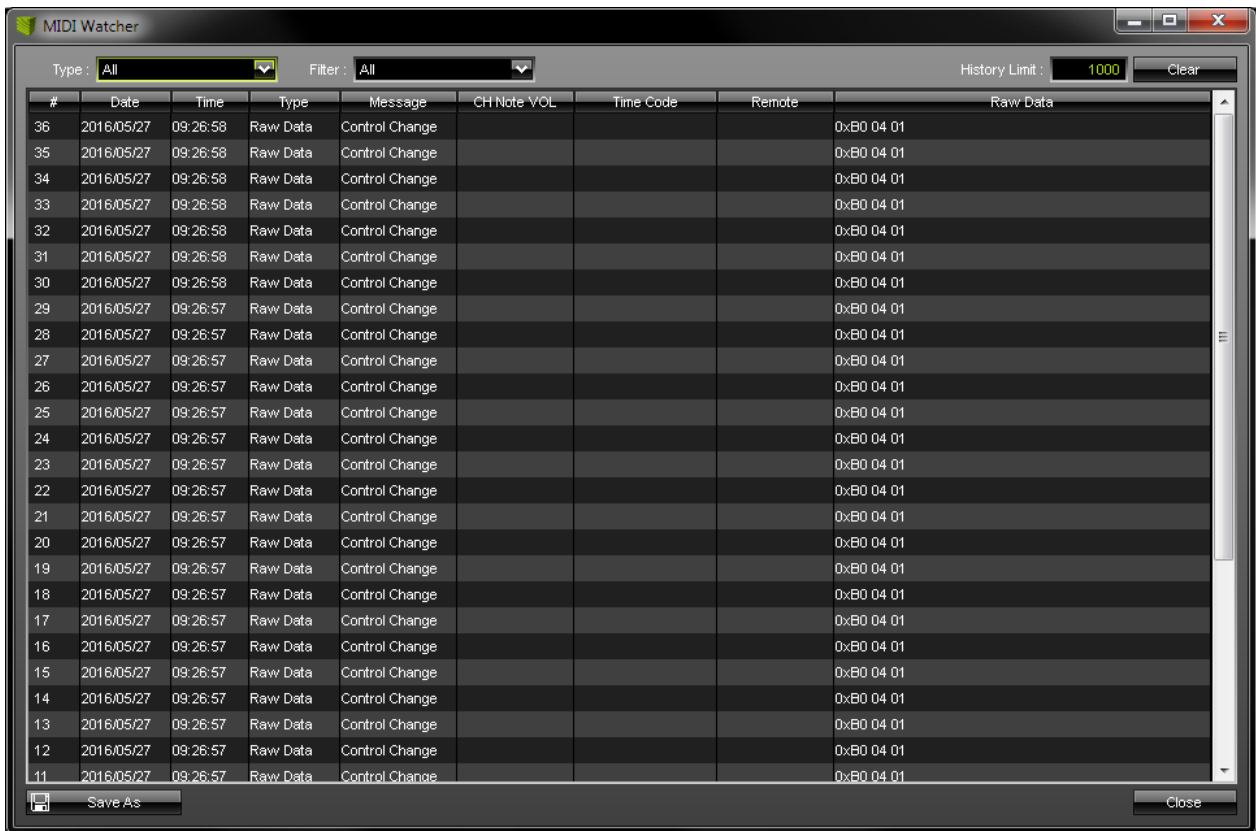 MIDI Watcher
Type : All Filter : All History Limit : 1000 Clear
# Date Time Type Message CH Note VOL Time Code Remote Raw Data
36 2016/05/27 09:26:58 Raw Data Control Change 0xB0 04 01
35 2016/05/27 09:26:58 Raw Data Control Change 0xB0 04 01
34 2016/05/27 09:26:58 Raw Data Control Change 0xB0 04 01
33 2016/05/27 09:26:58 Raw Data Control Change 0xB0 04 01
32 2016/05/27 09:26:58 Raw Data Control Change 0xB0 04 01
31 2016/05/27 09:26:58 Raw Data Control Change 0xB0 04 01
30 2016/05/27 09:26:58 Raw Data Control Change 0xB0 04 01
29 2016/05/27 09:26:57 Raw Data Control Change 0xB0 04 01
28 2016/05/27 09:26:57 Raw Data Control Change 0xB0 04 01
27 2016/05/27 09:26:57 Raw Data Control Change 0xB0 04 01
26 2016/05/27 09:26:57 Raw Data Control Change 0xB0 04 01
25 2016/05/27 09:26:57 Raw Data Control Change 0xB0 04 01
24 2016/05/27 09:26:57 Raw Data Control Change 0xB0 04 01
23 2016/05/27 09:26:57 Raw Data Control Change 0xB0 04 01
22 2016/05/27 09:26:57 Raw Data Control Change 0xB0 04 01
21 2016/05/27 09:26:57 Raw Data Control Change 0xB0 04 01
20 2016/05/27 09:26:57 Raw Data Control Change 0xB0 04 01
19 2016/05/27 09:26:57 Raw Data Control Change 0xB0 04 01
18 2016/05/27 09:26:57 Raw Data Control Change 0xB0 04 01
17 2016/05/27 09:26:57 Raw Data Control Change 0xB0 04 01
16 2016/05/27 09:26:57 Raw Data Control Change 0xB0 04 01
15 2016/05/27 09:26:57 Raw Data Control Change 0xB0 04 01
14 2016/05/27 09:26:57 Raw Data Control Change 0xB0 04 01
13 2016/05/27 09:26:57 Raw Data Control Change 0xB0 04 01
12 2016/05/27 09:26:57 Raw Data Control Change 0xB0 04 01
11 2016/05/27 09:26:57 Raw Data Control Change 0xB0 04 01
Save As Close